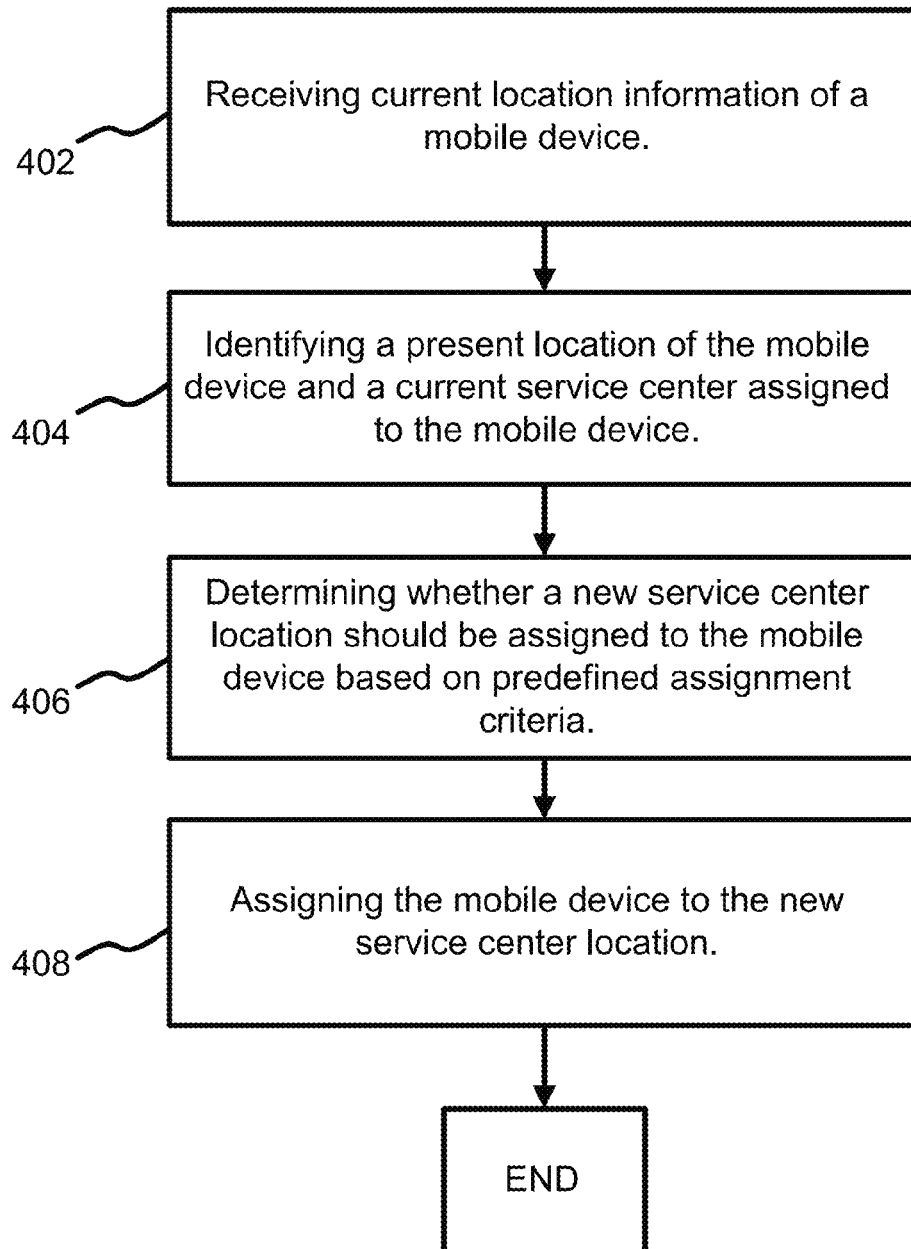 Receiving current location information of a
mobile device.
402
Identifying a present location of the mobile
device and a current service center assigned
to the mobile device.
404
Determining whether a new service center
location should be assigned to the mobile
device based on predefined assignment
criteria.
406
Assigning the mobile device to the new
service center location.
408
END